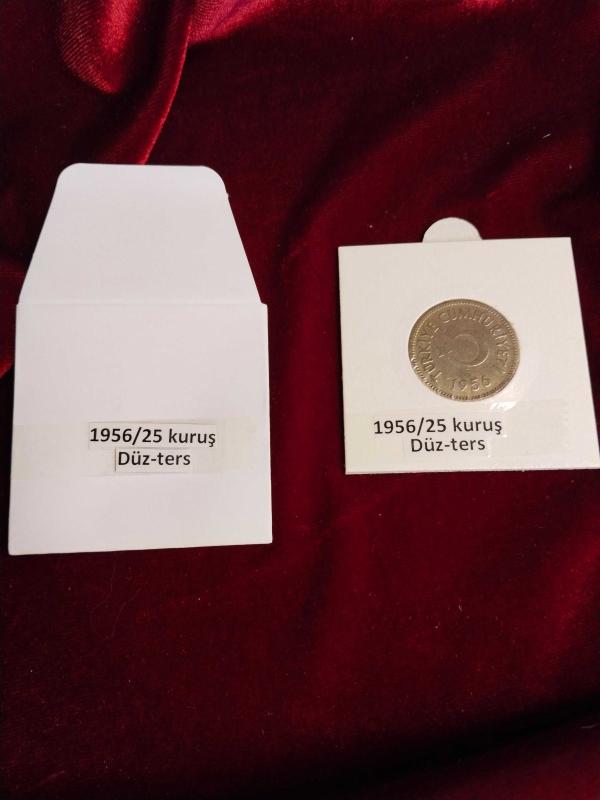 1956/25 kuruş
Düz-ters
TÜRKİYE CUMHURİYETİ
1956
1956/25 kuruş
Düz-ters